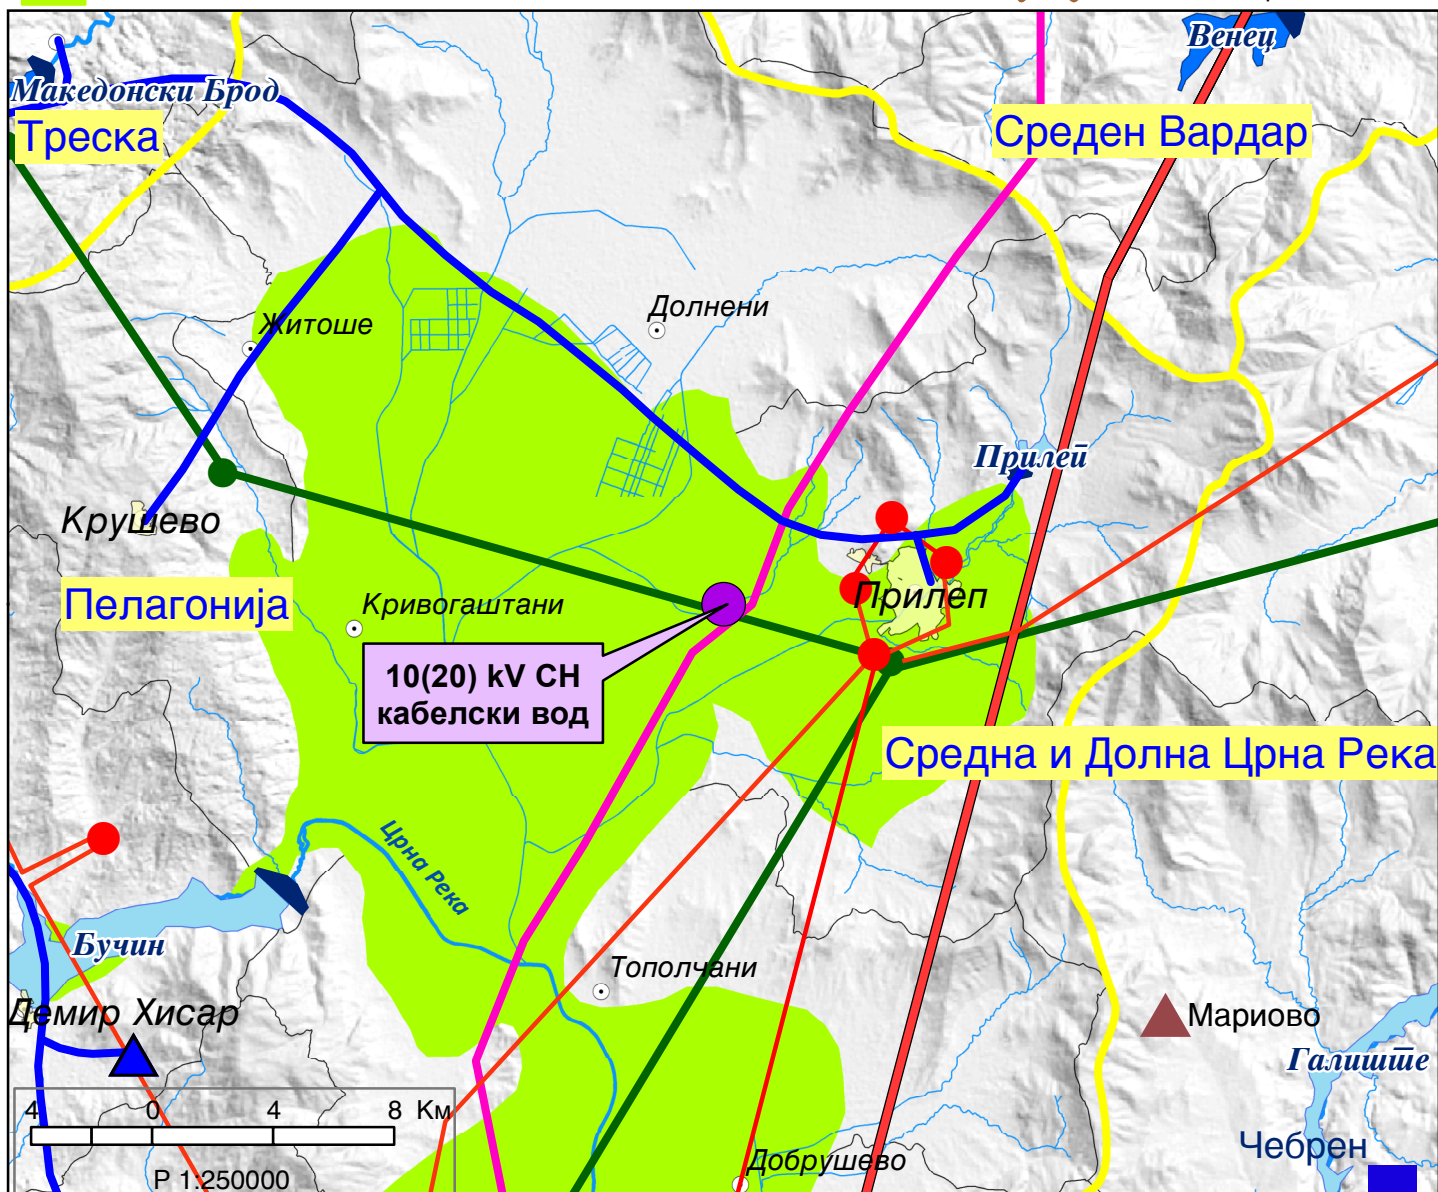 Венец
Македонски Брод
Треска
Среден Вардар
Долнени
Житоше
Прилеп
Крушево
Прилеп
Пелагонија
Кривогаштани
10(20) kV СН
кабелски вод
Средна и Долна Црна Река
Црна Река
Бучин
Тополчани
Демир Хисар
Мариово
Галиште
4 0 4 8 Км
Чебрен
Добрушево
Р 1:250000